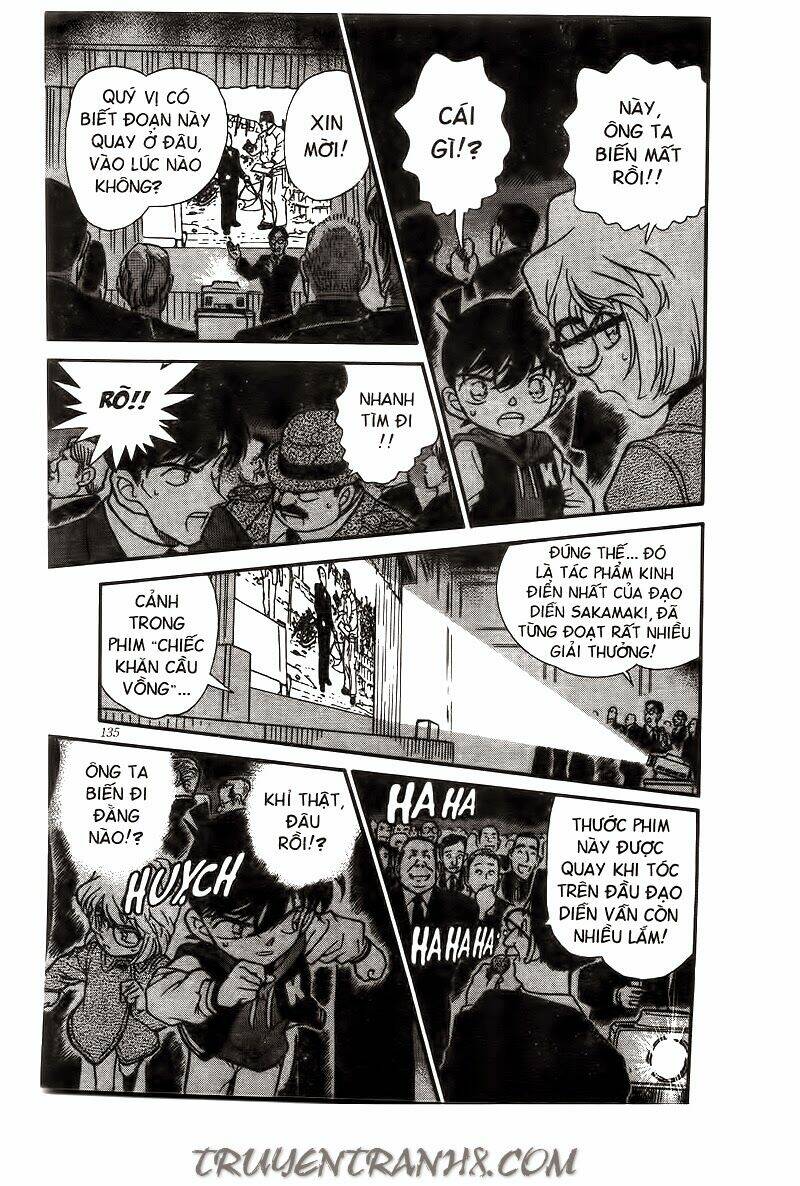 NÀY,
ÔNG TA
BIẾN MẤT
RỒI!!
CÁI
GÌ!?
XIN
MỜI!
QUÝ VỊ CÓ
BIẾT ĐOẠN NÀY
QUAY Ở ĐÂU,
VÀO LÚC NÀO
KHÔNG?
NHANH
TÌM ĐI
!!
RÕ!!
ĐÚNG THẾ... ĐÓ
LÀ TÁC PHẨM KINH
ĐIỂN NHẤT CỦA ĐẠO
DIỄN SAKAMAKI, ĐÃ
TỪNG ĐOẠT RẤT NHIỀU
GIẢI THƯỞNG!
CẢNH
TRONG
PHIM "CHIẾC
KHĂN CẦU
VỒNG"...
135
THƯỚC PHIM
NÀY ĐƯỢC
QUAY KHI TÓC
TRÊN ĐẦU ĐẠO
DIỄN VẪN CÒN
NHIỀU LẮM!
HA HA
HA HA HA
KHỈ THẬT,
ĐÂU
RỒI!?
ÔNG TA
BIẾN ĐI
ĐẰNG
NÀO!?
HUỴCH
K
K
TRUYENTRANH8.COM